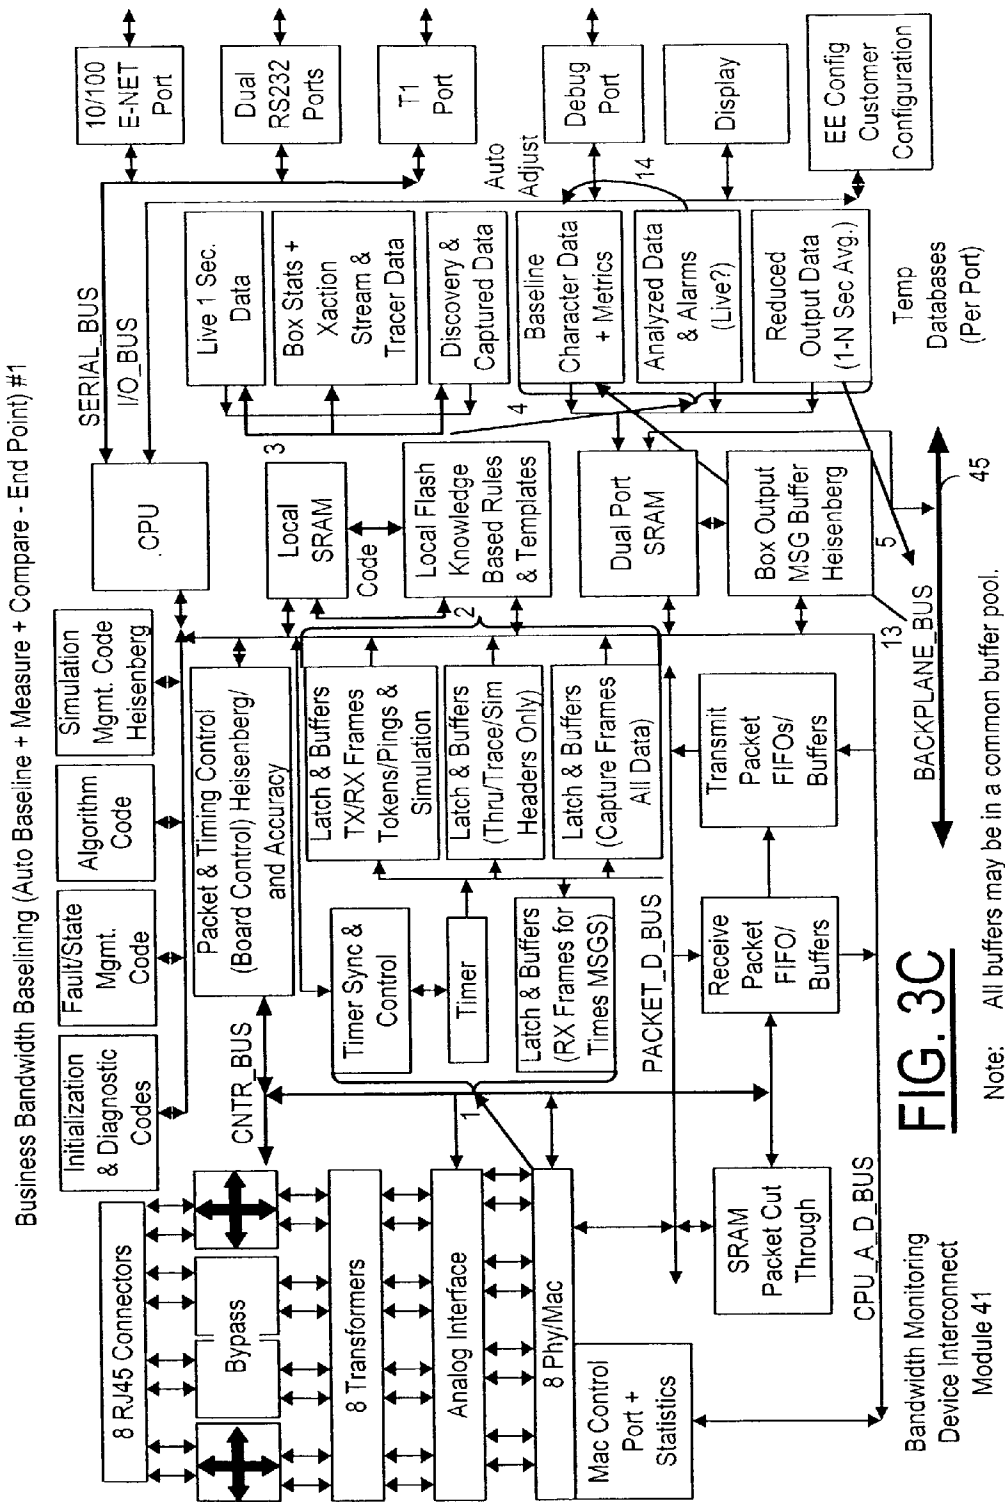 Business Bandwidth Baselining (Auto Baseline + Measure + Compare - End Point) #1
8 RJ45 Connectors
Bypass
8 Transformers
Analog Interface
8 Phy/Mac
Mac Control
Port +
Statistics
Bandwidth Monitoring
Device Interconnect
Module 41
Initialization
& Diagnostic
Codes
Fault/State
Mgmt.
Code
Algorithm
Code
Simulation
Mgmt. Code
Heisenberg
CNTR_BUS
Packet & Timing Control
(Board Control) Heisenberg/
and Accuracy
1
Timer Sync &
Control
Timer
Latch & Buffers
(RX Frames for
Times MSGS)
Latch & Buffers
TX/RX Frames
Tokens/Pings &
Simulation
Latch & Buffers
(Thru/Trace/Sim
Headers Only)
Latch & Buffers
(Capture Frames
All Data)
2
PACKET_D_BUS
SRAM
Packet Cut
Through
Receive
Packet
FIFO/
Buffers
Transmit
Packet
FIFOs/
Buffers
CPU_A_D_BUS
SERIAL_BUS
I/O_BUS
.CPU
Local
SRAM
Code
Local Flash
Knowledge
Based Rules
& Templates
Dual Port
SRAM
Box Output
MSG Buffer
Heisenberg
3
4
5
13
BACKPLANE_BUS
45
Live 1 Sec.
Data
Box Stats +
Xaction
Stream &
Tracer Data
Discovery &
Captured Data
Baseline
Character Data
+ Metrics
Analyzed Data
& Alarms
(Live?)
Reduced
Output Data
(1-N Sec Avg.)
Temp
Databases
(Per Port)
Auto
Adjust
14
10/100
E-NET
Port
Dual
RS232
Ports
T1
Port
Debug
Port
Display
EE Config
Customer
Configuration
FIG. 3C
Note: All buffers may be in a common buffer pool.